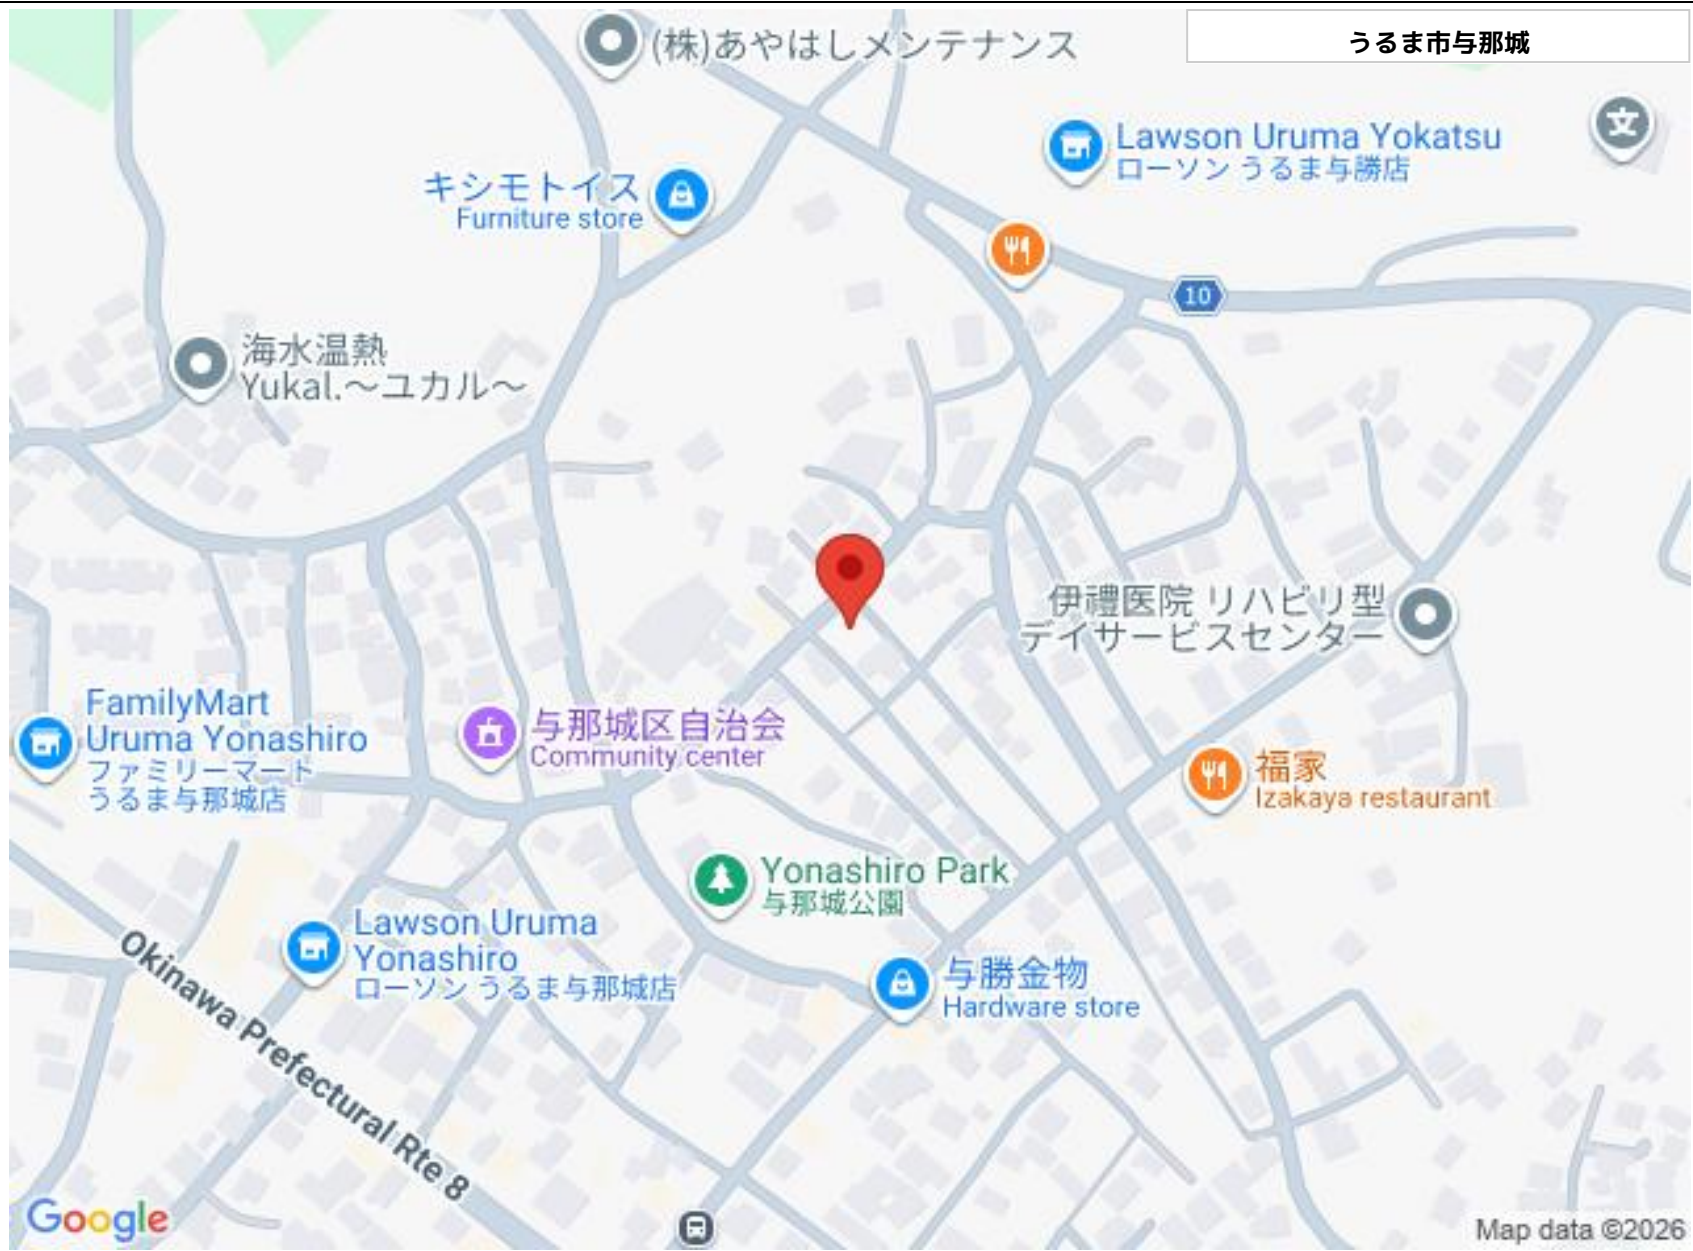 うるま市与那城
(株)あやはしメンテナンス
文
Lawson Uruma Yokatsu
ローソン うるま与勝店
キシモトイス
Furniture store
10
海水温熱
Yukal.〜ユカル〜
伊禮医院 リハビリ型
デイサービスセンター
FamilyMart
Uruma Yonashiro
ファミリーマート
うるま与那城店
与那城区自治会
Community center
福家
Izakaya restaurant
Yonashiro Park
与那城公園
Lawson Uruma
Yonashiro
ローソン うるま与那城店
与勝金物
Hardware store
Okinawa Prefectural Rte 8
Google
Map data ©2026